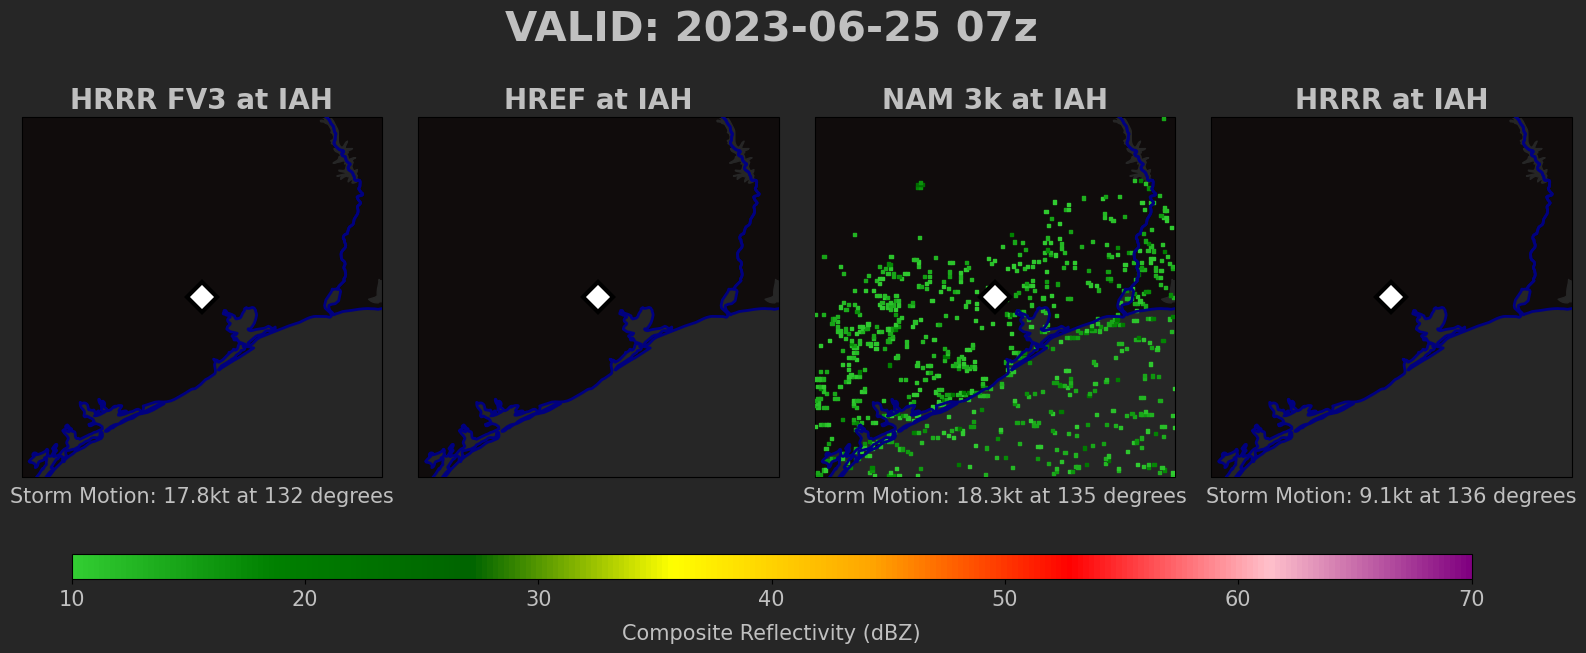 VALID: 2023-06-25 07z
HRRR FV3 at IAH
HREF at IAH
NAM 3k at IAH
HRRR at IAH
Storm Motion: 17.8kt at 132 degrees
Storm Motion: 18.3kt at 135 degrees
Storm Motion: 9.1kt at 136 degrees
10 20 30 40 50 60 70
Composite Reflectivity (dBZ)